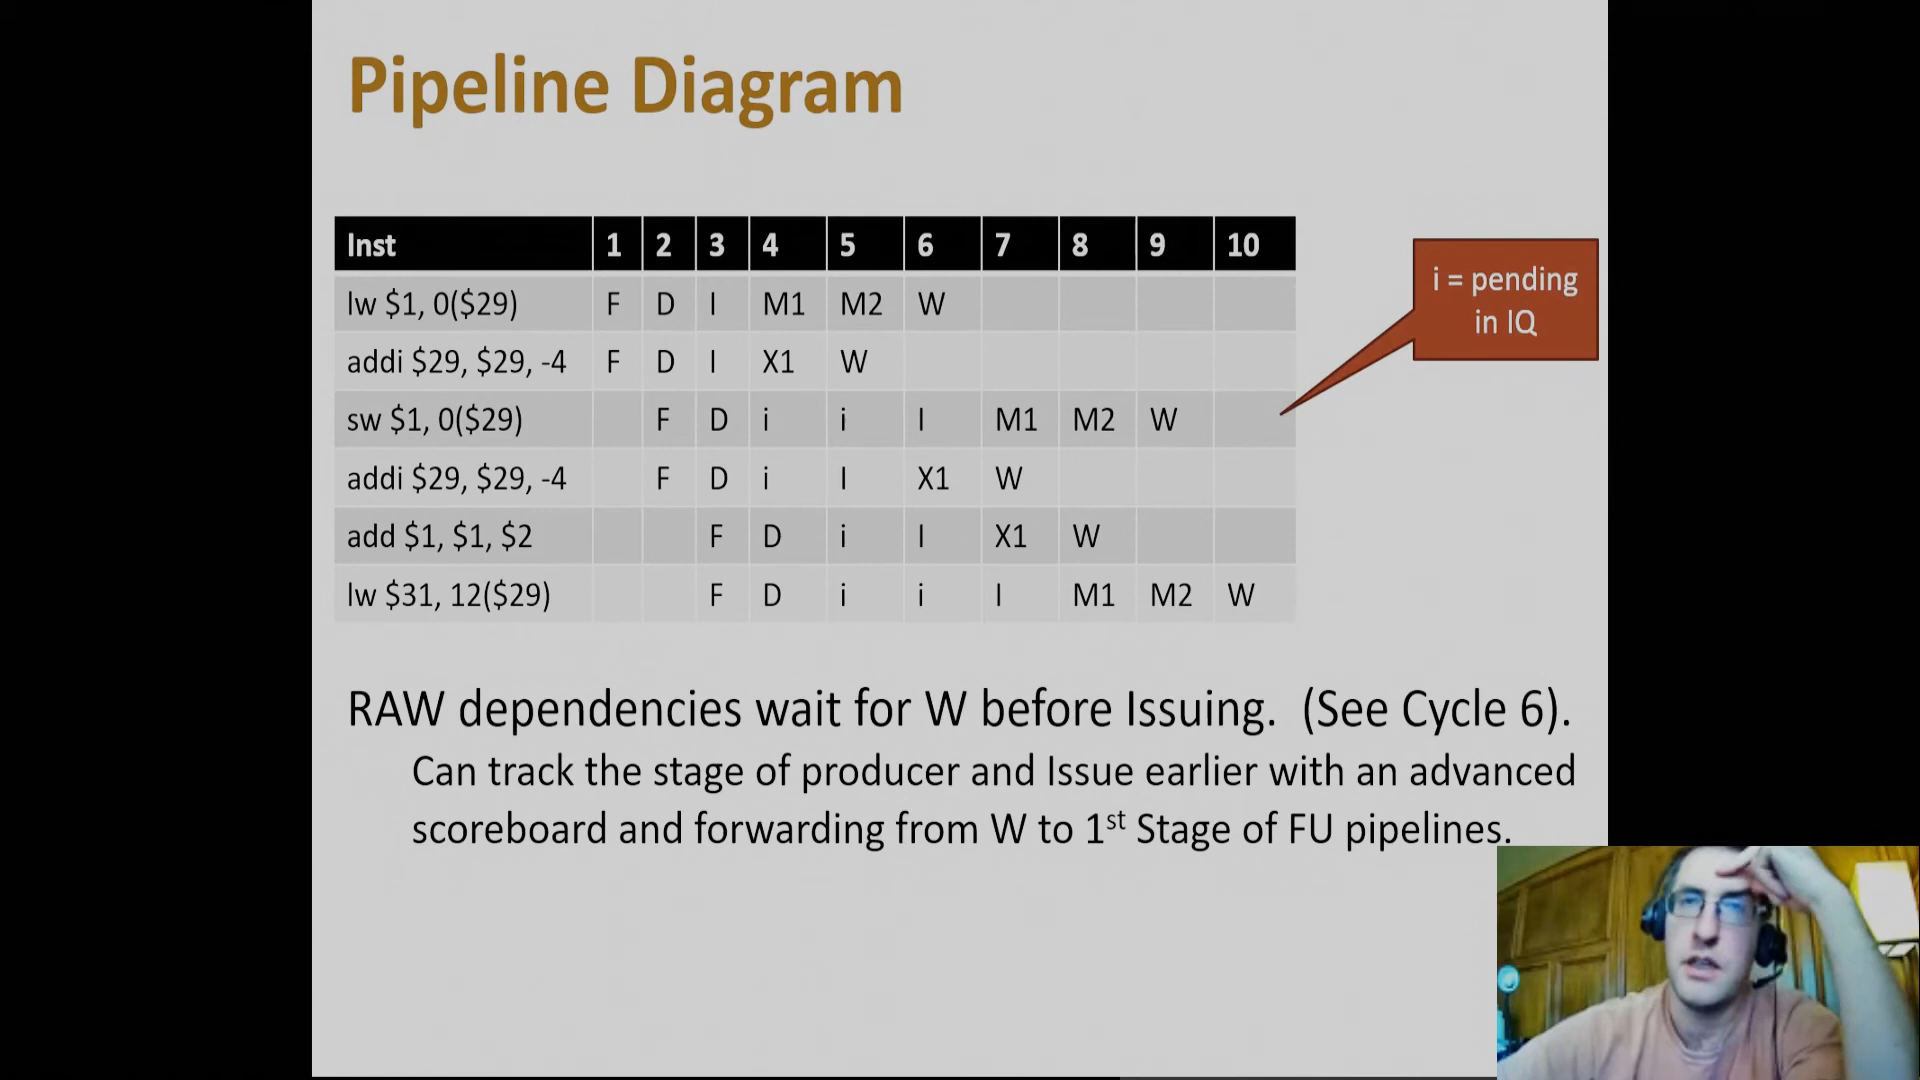 Pipeline Diagram
Inst 1 2 3 4 5 6 7 8 9 10
lw $1, 0($29) F D I M1 M2 W
addi $29, $29, -4 F D I X1 W
sw $1, 0($29) F D i i I M1 M2 W
addi $29, $29, -4 F D i I X1 W
add $1, $1, $2 F D i I X1 W
lw $31, 12($29) F D i i I M1 M2 W
i = pending
in IQ
RAW dependencies wait for W before Issuing. (See Cycle 6).
Can track the stage of producer and Issue earlier with an advanced
scoreboard and forwarding from W to 1st Stage of FU pipelines.